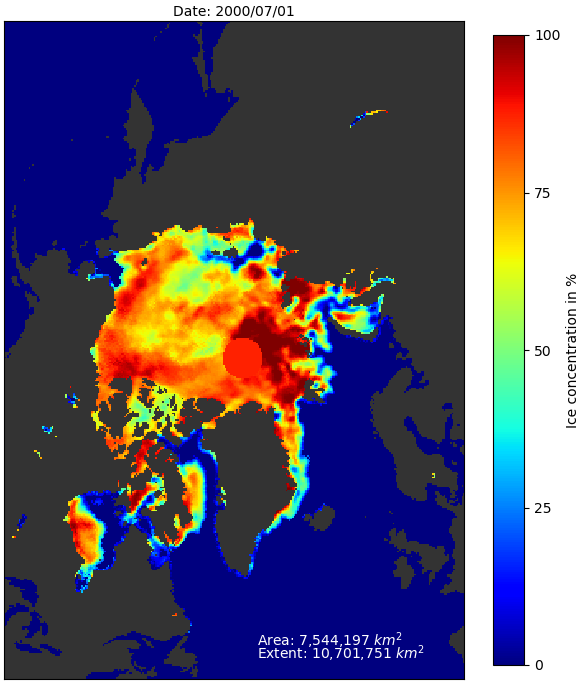 Date: 2000/07/01
100
75
50
25
0
Ice concentration in %
Area: 7,544,197 km²
Extent: 10,701,751 km²